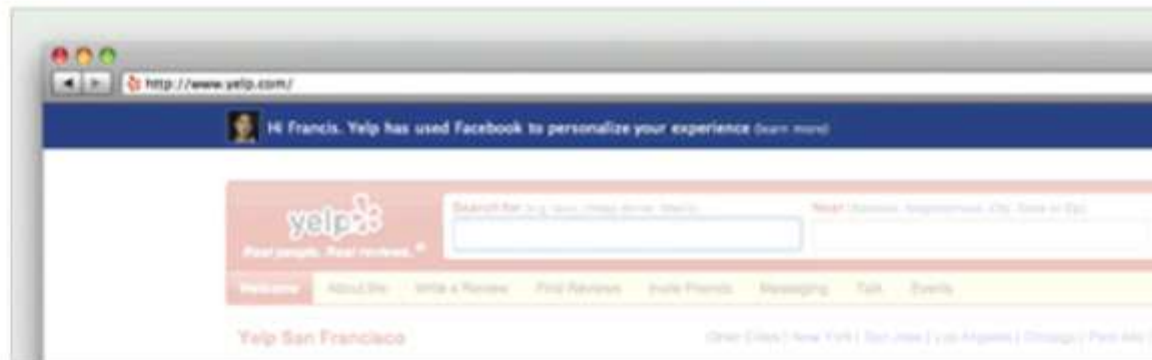 http://www.yelp.com/
Hi Francis. Yelp has used Facebook to personalize your experience (learn more)
yelp
Search for
Near
Real people. Real reviews.
Welcome About Me Write a Review Find Reviews Invite Friends Messaging Talk Events
Yelp San Francisco
Other Cities | New York | San Jose | Los Angeles | Chicago | Palo Alto